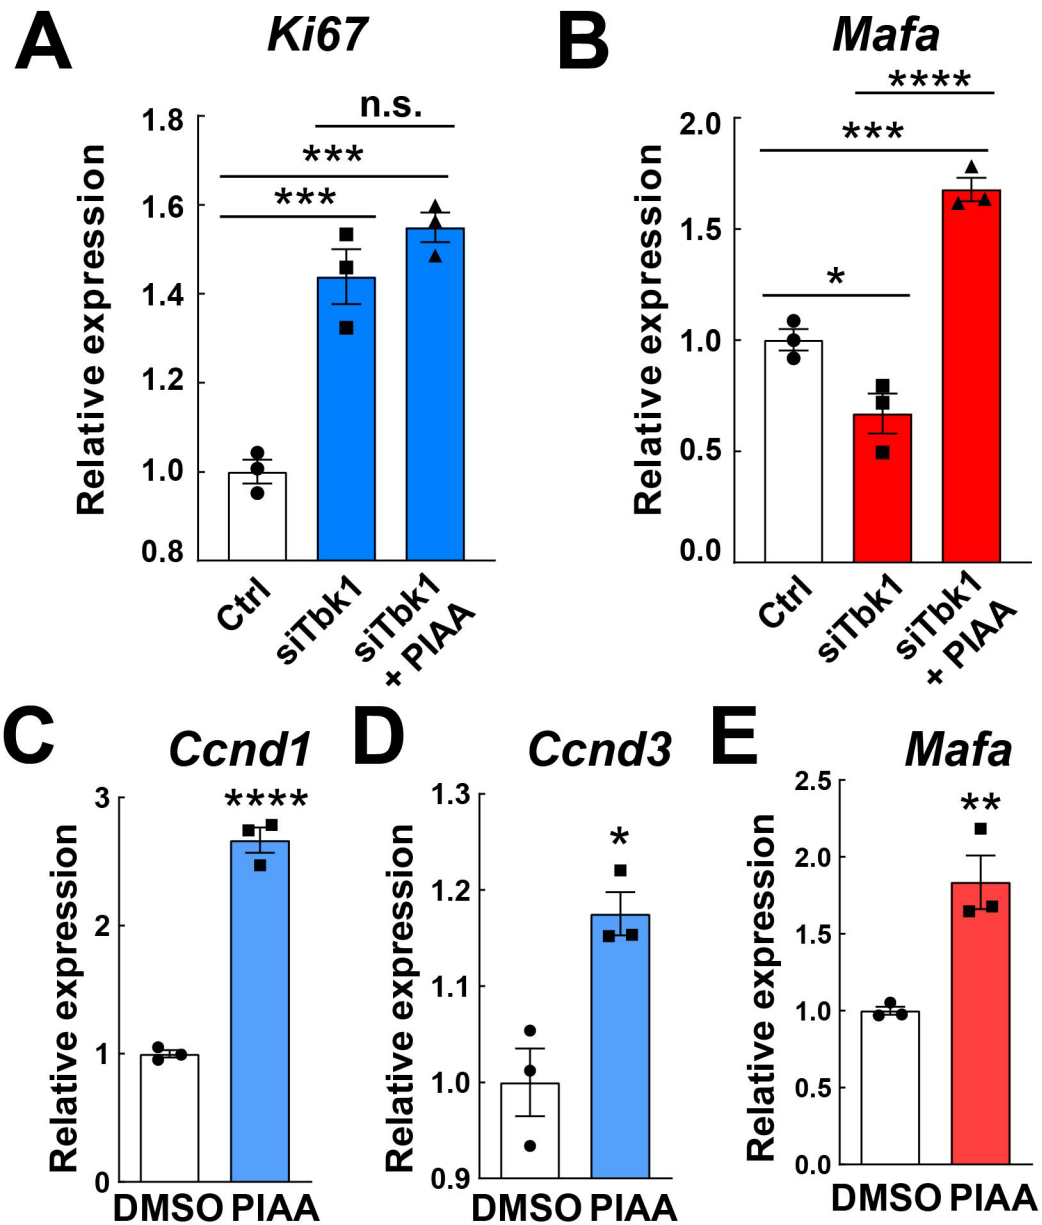 A
Ki67
Relative expression
1.8
1.6
1.4
1.2
1.0
0.8
n.s.
***
***
Ctrl
siTbk1
siTbk1
+ PIAA
B
Mafa
Relative expression
2.0
1.5
1.0
0.5
0.0
****
***
*
Ctrl
siTbk1
siTbk1
+ PIAA
C
Ccnd1
Relative expression
3
2
1
0
****
DMSO PIAA
D
Ccnd3
Relative expression
1.3
1.2
1.1
1.0
0.9
*
DMSO PIAA
E
Mafa
Relative expression
2.5
2.0
1.5
1.0
0.5
0.0
**
DMSO PIAA